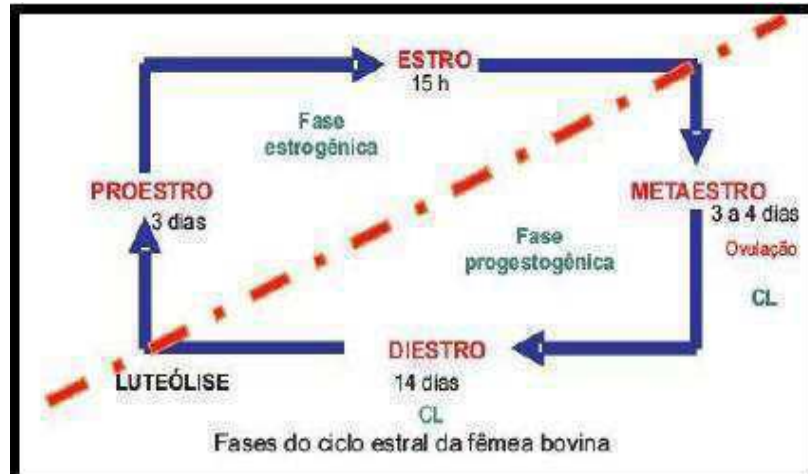 ESTRO
15 h
Fase
estrogênica
PROESTRO
3 dias
METAESTRO
3 a 4 dias
Ovulação
CL
Fase
progestogênica
DIESTRO
14 dias
CL
LUTEÓLISE
Fases do ciclo estral da fêmea bovina